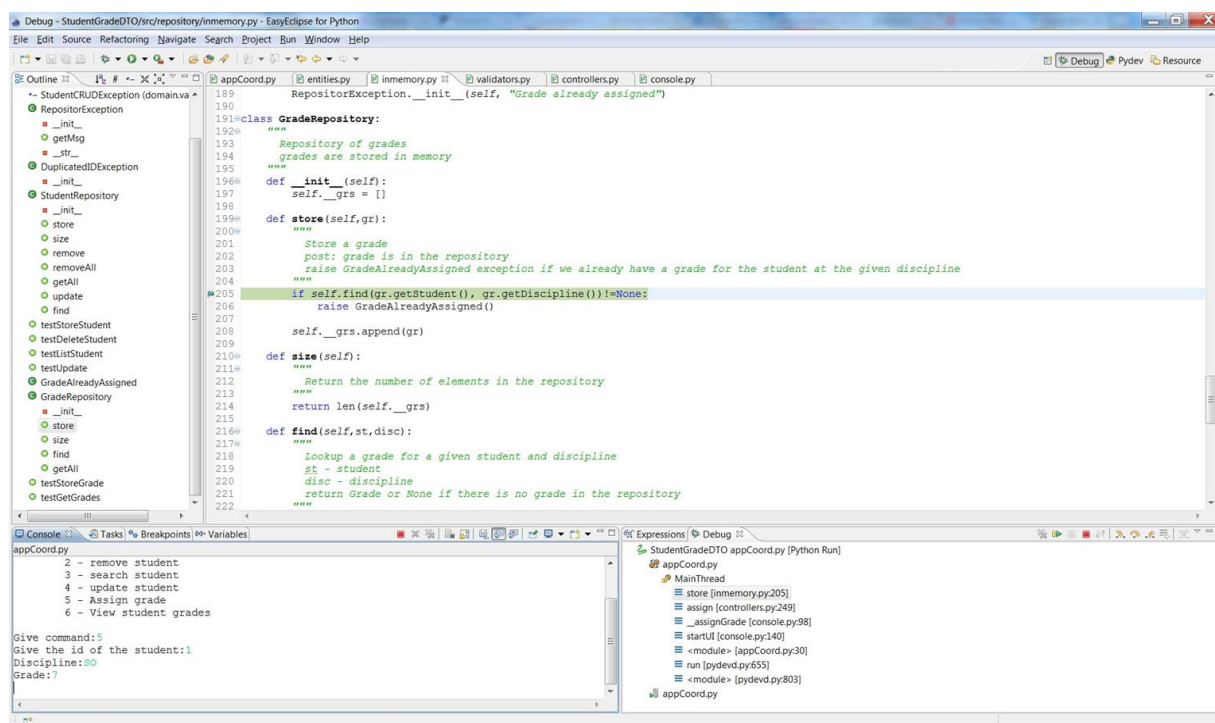 Debug - StudentGradeDTO/src/repository/inmemory.py - EasyEclipse for Python
File Edit Source Refactoring Navigate Search Project Run Window Help
Debug Pydev Resource
Outline
StudentCRUDException (domain.va
RepositorException
__init__
getMsg
__str__
DuplicatedIDException
__init__
StudentRepository
__init__
store
size
remove
removeAll
getAll
update
find
testStoreStudent
testDeleteStudent
testListStudent
testUpdate
GradeAlreadyAssigned
GradeRepository
__init__
store
size
find
getAll
testStoreGrade
testGetGrades
appCoord.py entities.py inmemory.py validators.py controllers.py console.py
189 RepositorException.__init__(self, "Grade already assigned")
190
191 class GradeRepository:
192 """
193 Repository of grades
194 grades are stored in memory
195 """
196 def __init__(self):
197 self.__grs = []
198
199 def store(self,gr):
200 """
201 Store a grade
202 post: grade is in the repository
203 raise GradeAlreadyAssigned exception if we already have a grade for the student at the given discipline
204 """
205 if self.find(gr.getStudent(), gr.getDiscipline())!=None:
206 raise GradeAlreadyAssigned()
207
208 self.__grs.append(gr)
209
210 def size(self):
211 """
212 Return the number of elements in the repository
213 """
214 return len(self.__grs)
215
216 def find(self,st,disc):
217 """
218 Lookup a grade for a given student and discipline
219 st - student
220 disc - discipline
221 return Grade or None if there is no grade in the repository
222 """
Console Tasks Breakpoints Variables
appCoord.py
2 - remove student
3 - search student
4 - update student
5 - Assign grade
6 - View student grades
Give command:5
Give the id of the student:1
Discipline:SO
Grade:7
Expressions Debug
StudentGradeDTO appCoord.py [Python Run]
appCoord.py
MainThread
store [inmemory.py:205]
assign [controllers.py:249]
__assignGrade [console.py:98]
startUI [console.py:140]
<module> [appCoord.py:30]
run [pydevd.py:655]
<module> [pydevd.py:803]
appCoord.py